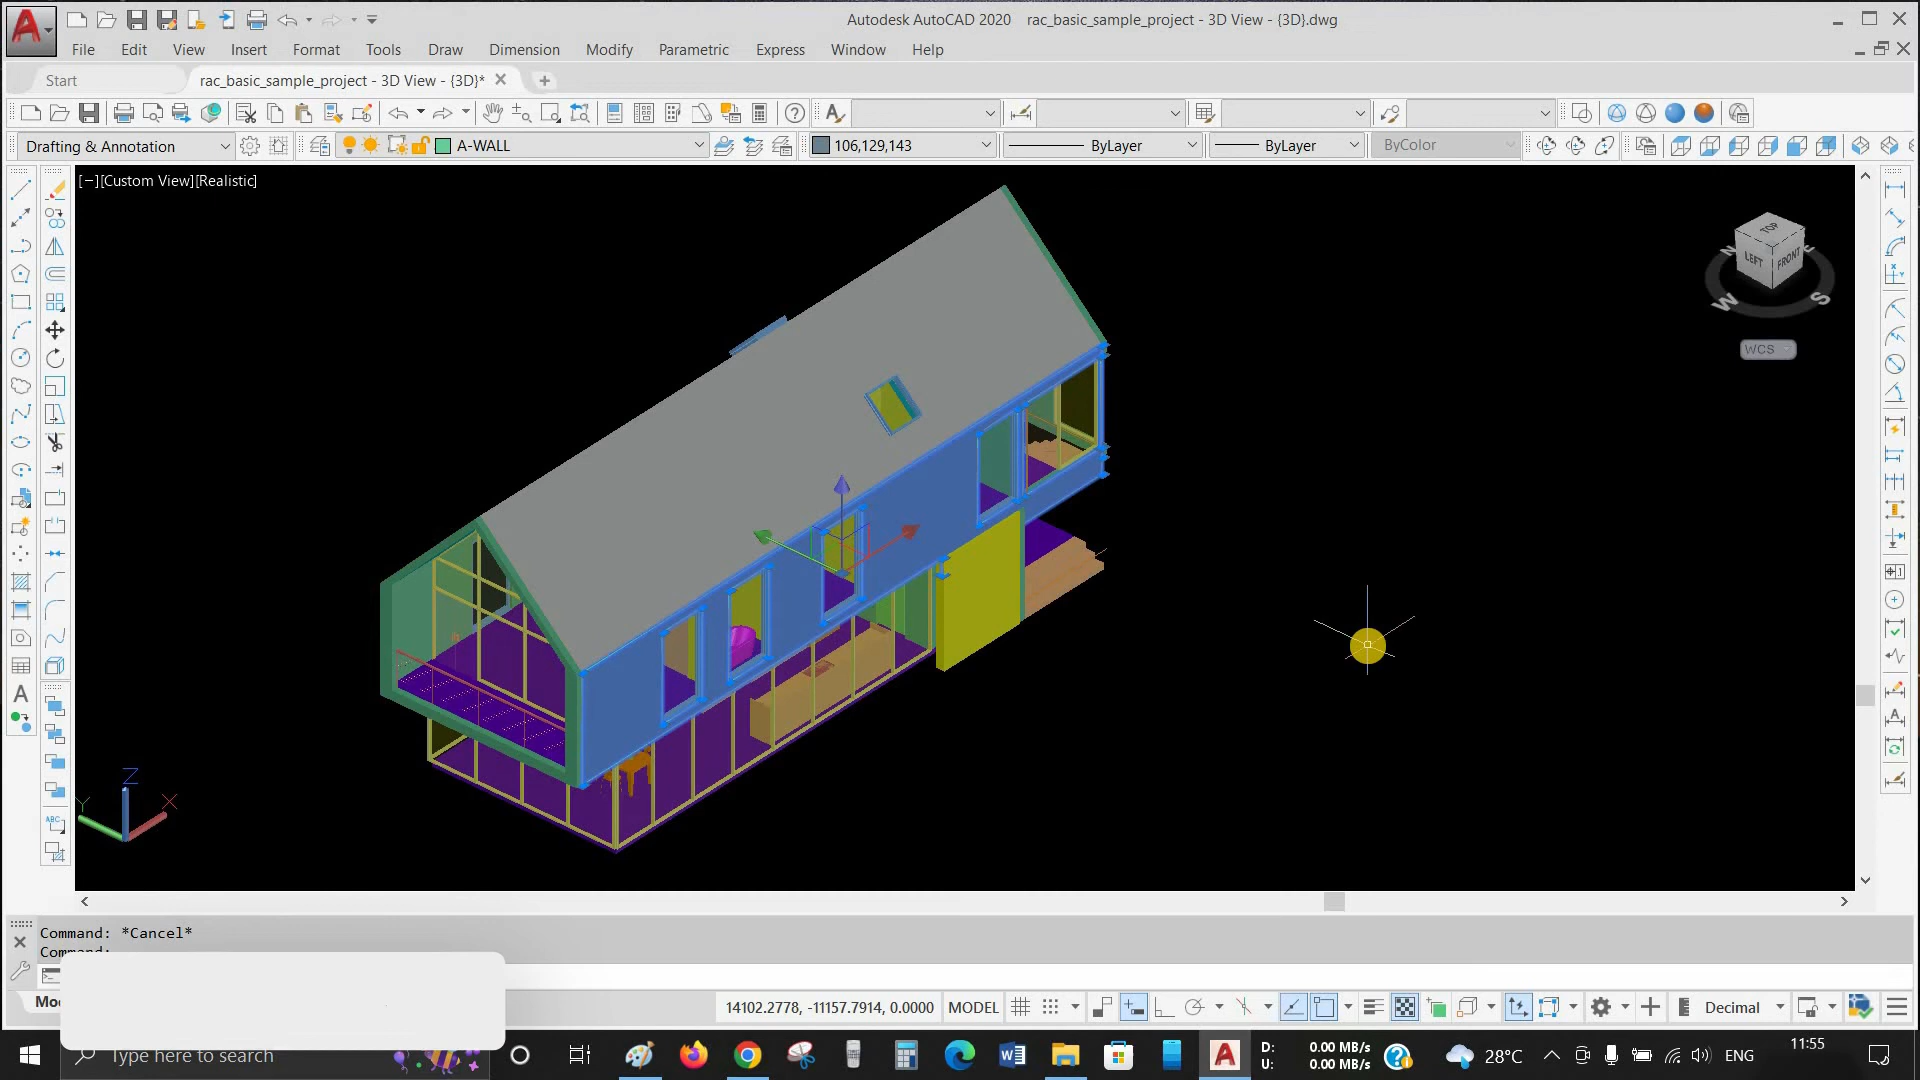 Autodesk AutoCAD 2020 rac_basic_sample_project - 3D View - {3D}.dwg
File Edit View Insert Format Tools Draw Dimension Modify Parametric Express Window Help
Start rac_basic_sample_project - 3D View - {3D}*
Drafting & Annotation A-WALL 106,129,143 ByLayer ByLayer ByColor
[−][Custom View][Realistic]
TOP
LEFT FRONT
W S
WCS
Z
Y X
Command: *Cancel*
Command:
14102.2778, -11157.7914, 0.0000 MODEL Decimal
Type here to search
D: 0.00 MB/s
U: 0.00 MB/s
28°C ENG 11:55